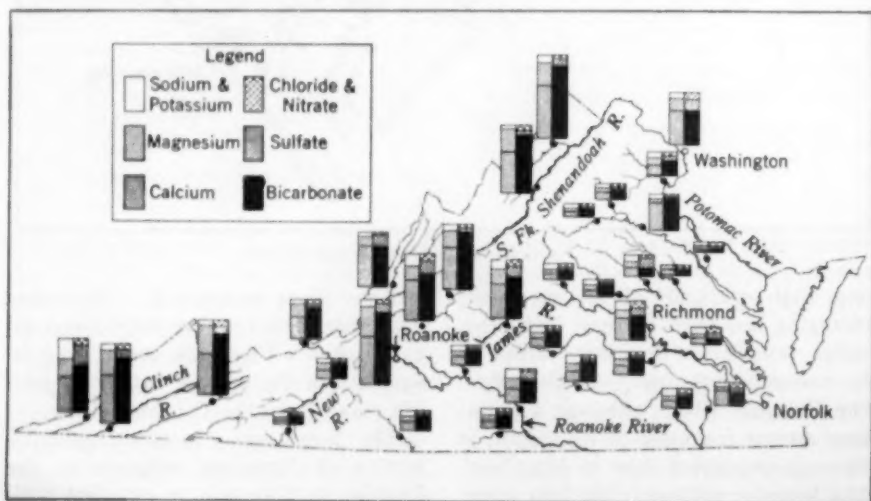 Legend
Sodium & Potassium
Chloride & Nitrate
Magnesium
Sulfate
Calcium
Bicarbonate
S. Fk. Shenandoah R.
Washington
Potomac River
Roanoke
James R.
Richmond
Clinch R.
New R.
Norfolk
Roanoke River